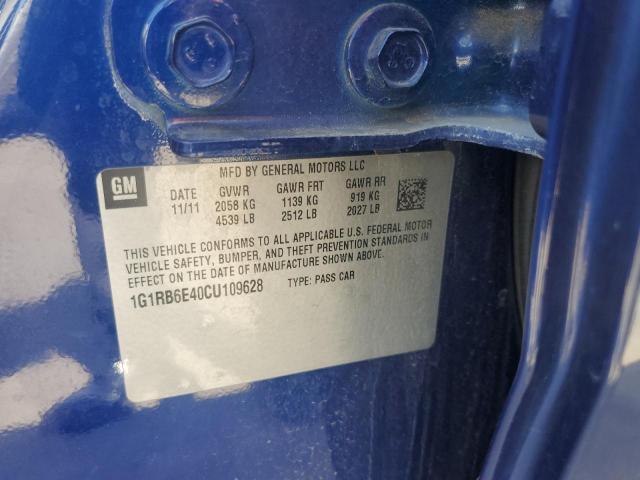 MFD BY GENERAL MOTORS LLC
GM
DATE GVWR GAWR FRT GAWR RR
11/11 2058 KG 1139 KG 919 KG
4539 LB 2512 LB 2027 LB
THIS VEHICLE CONFORMS TO ALL APPLICABLE U.S. FEDERAL MOTOR
VEHICLE SAFETY, BUMPER, AND THEFT PREVENTION STANDARDS IN
EFFECT ON THE DATE OF MANUFACTURE SHOWN ABOVE.
1G1RB6E40CU109628 TYPE: PASS CAR